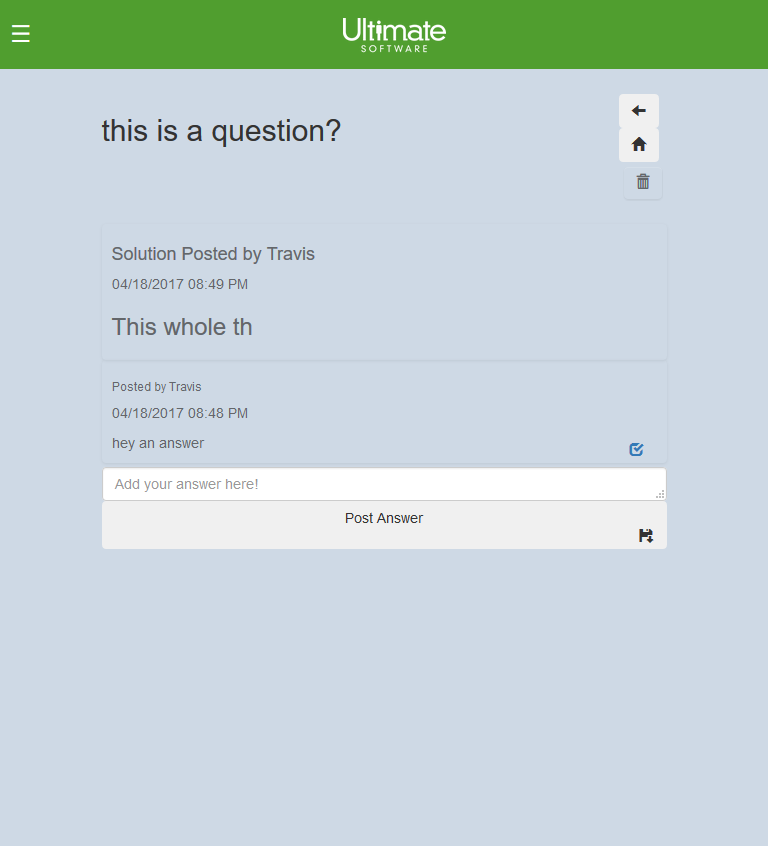 Ultimate
SOFTWARE
this is a question?
Solution Posted by Travis
04/18/2017 08:49 PM
This whole th
Posted by Travis
04/18/2017 08:48 PM
hey an answer
Add your answer here!
Post Answer